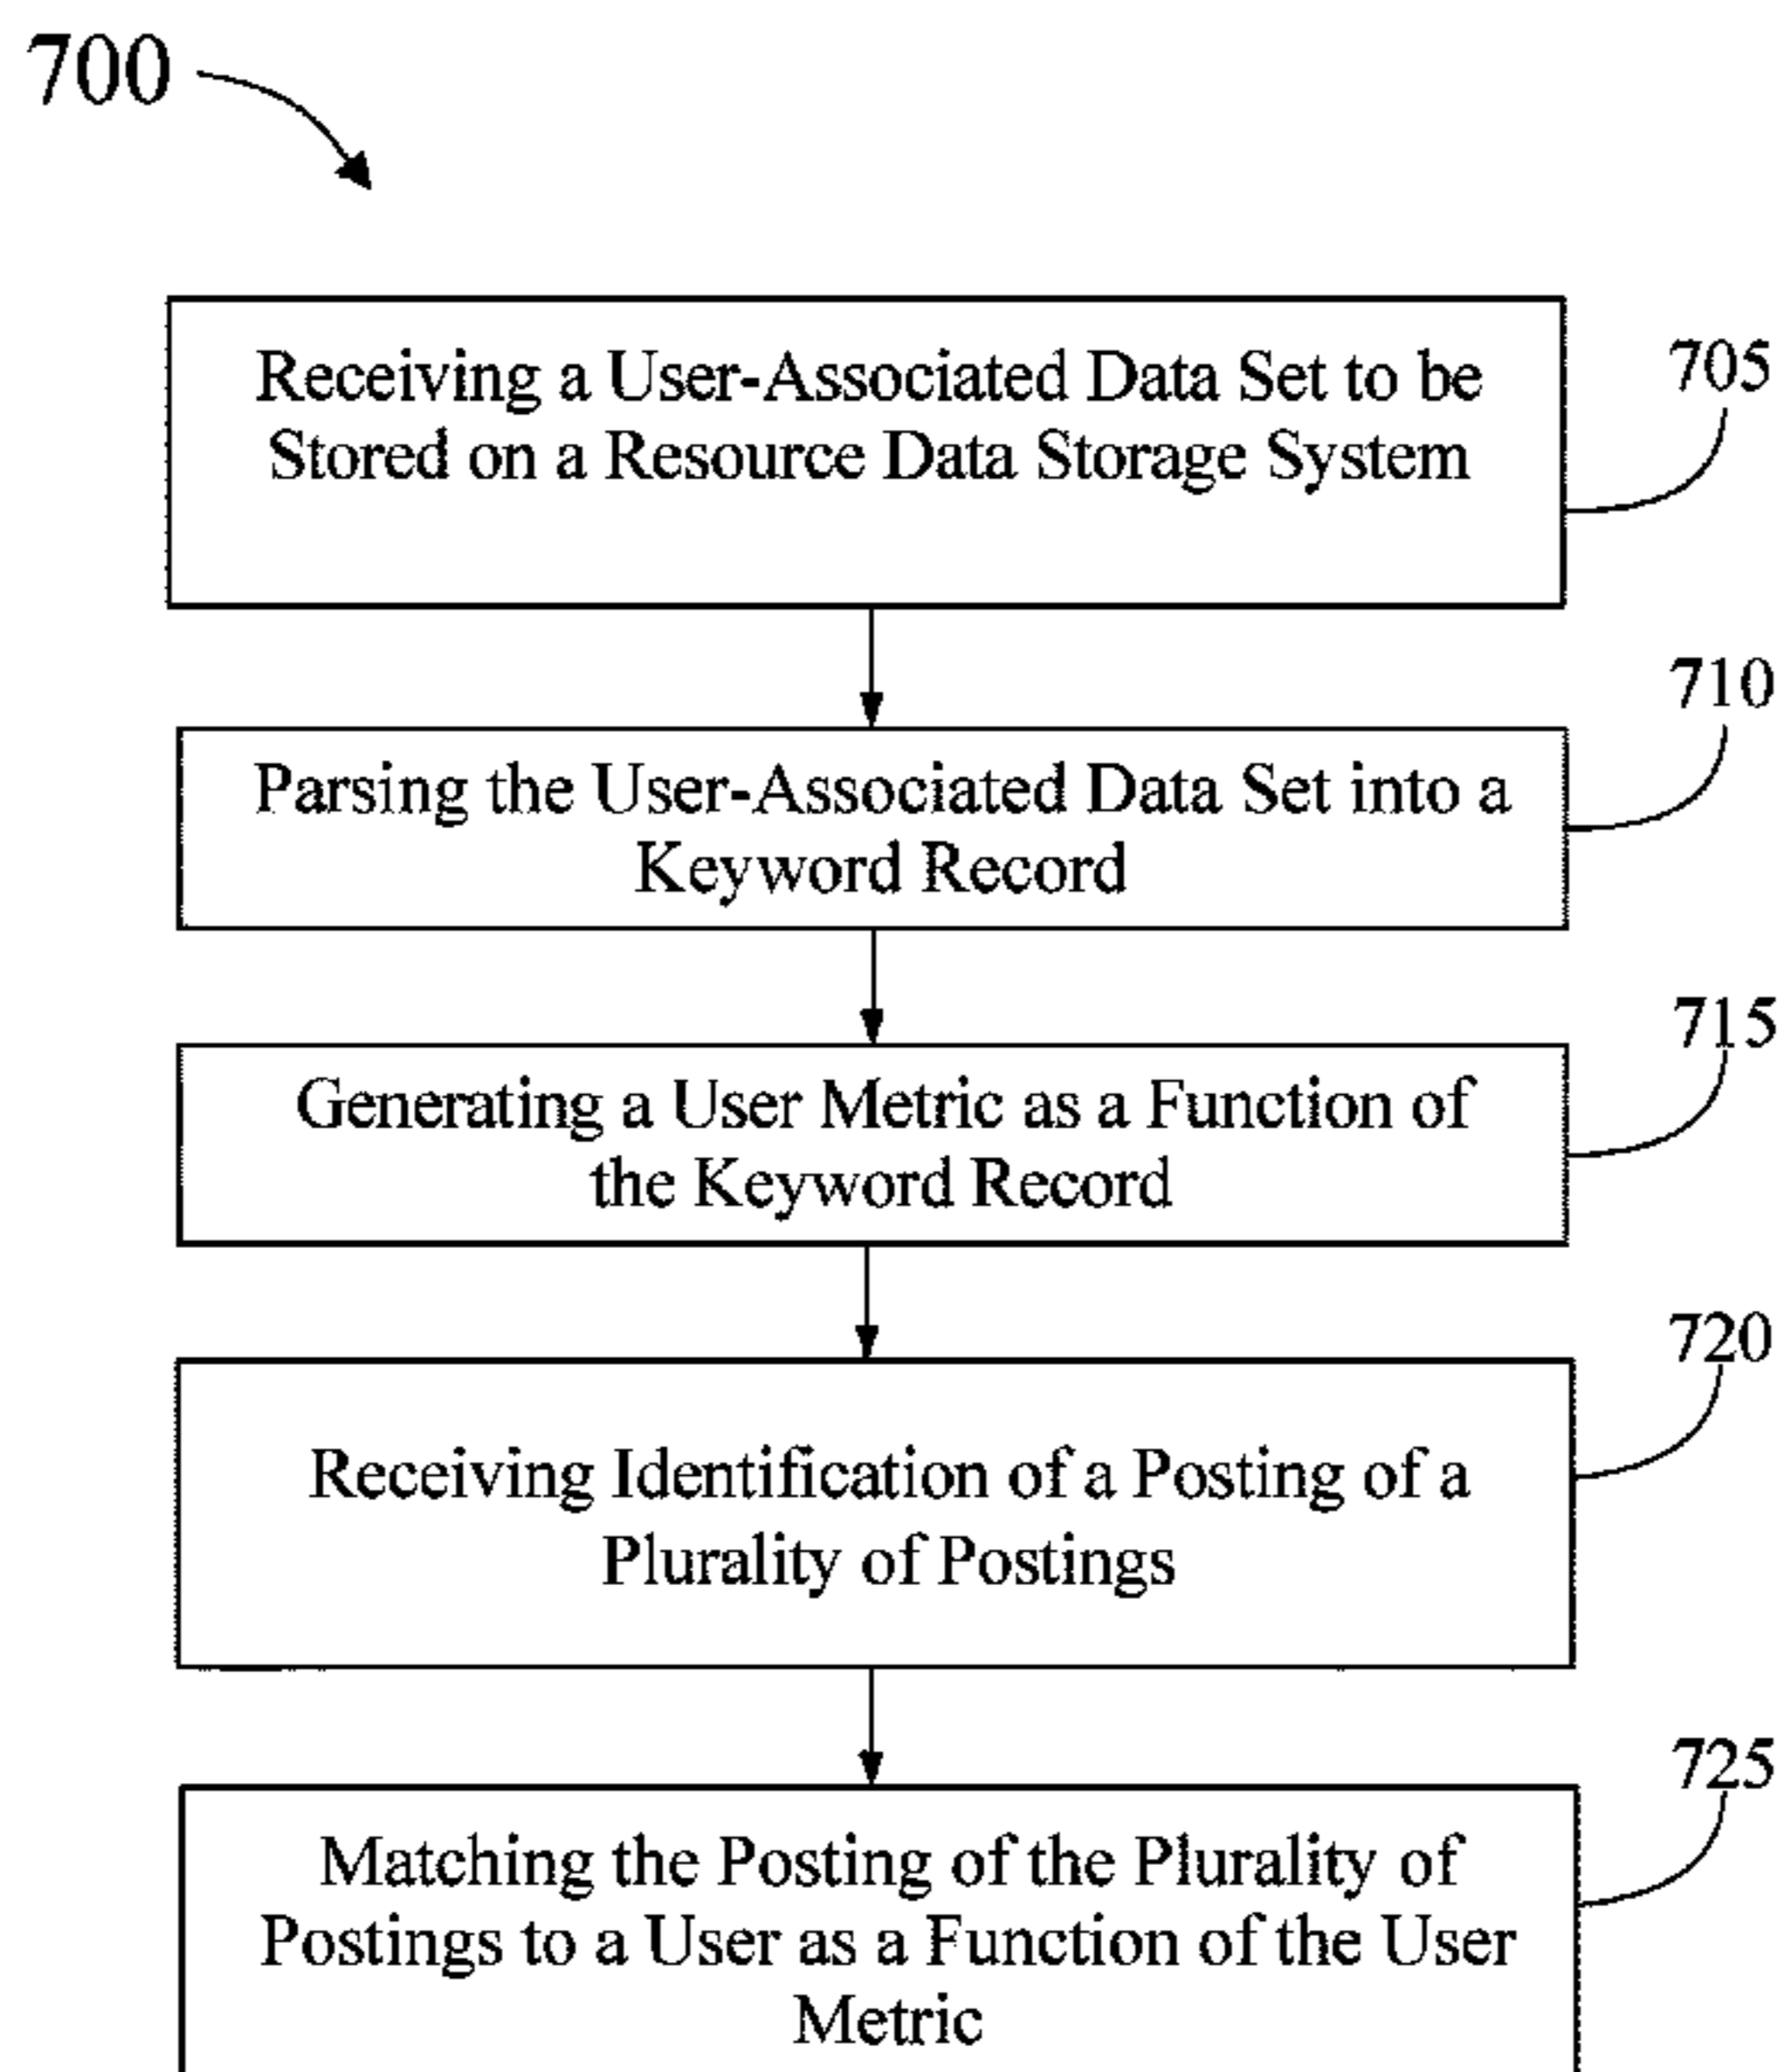 700
Receiving a User-Associated Data Set to be
Stored on a Resource Data Storage System
705
Parsing the User-Associated Data Set into a
Keyword Record
710
Generating a User Metric as a Function of
the Keyword Record
715
Receiving Identification of a Posting of a
Plurality of Postings
720
Matching the Posting of the Plurality of
Postings to a User as a Function of the User
Metric
725